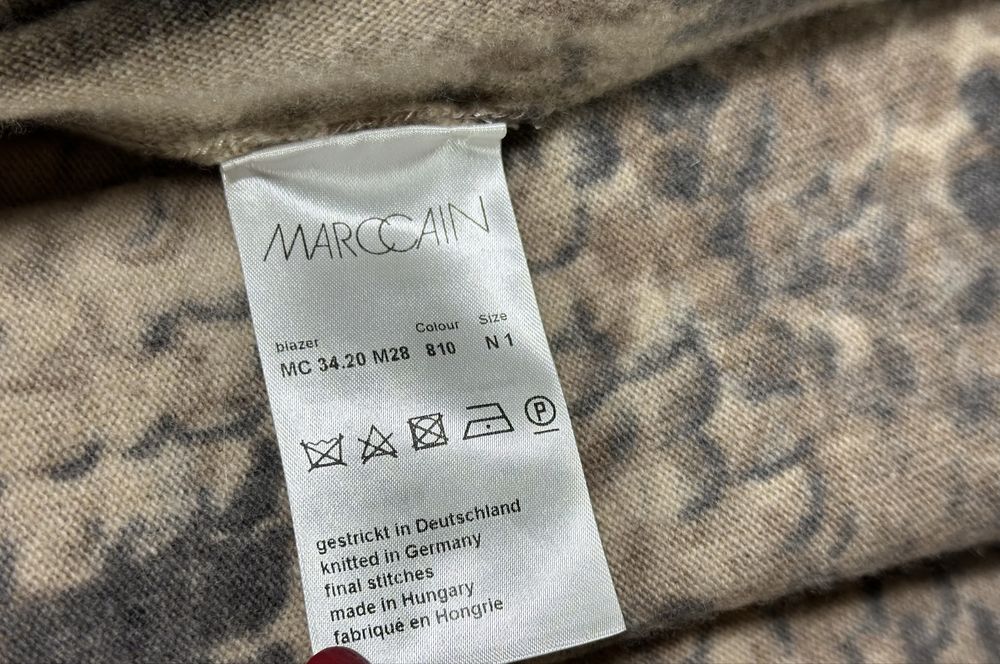 MARCCAIN
blazer Colour Size
MC 34.20 M28 810 N 1
P
gestrickt in Deutschland
knitted in Germany
final stitches
made in Hungary
fabriqué en Hongrie